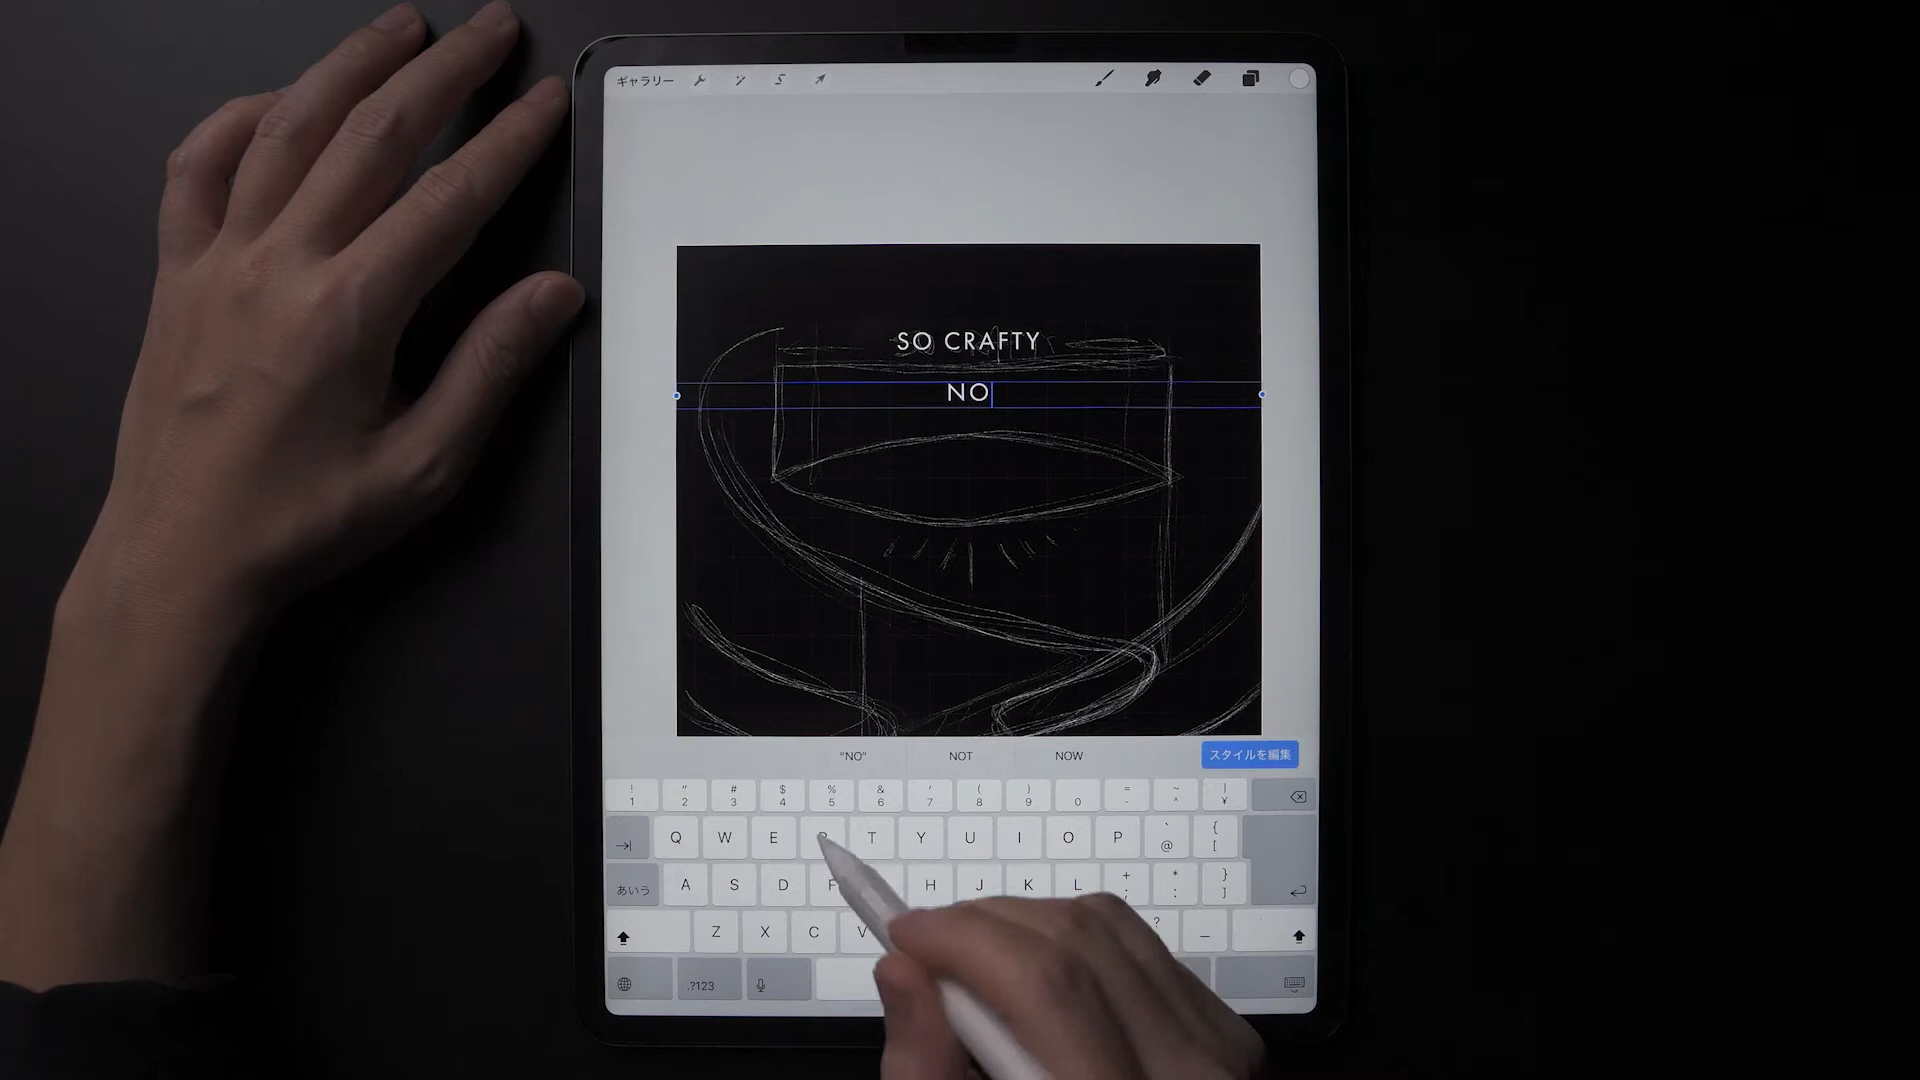 ギャラリー
SO CRAFTY
NO
"NO" NOT NOW スタイルを編集
! " # $ % & ' ( ) = ~ |
1 2 3 4 5 6 7 8 9 0 - ^ ¥
Q W E T Y U I O P ` @ { [
あいう A S D F H J K L + ; * : } ]
Z X C V ? _
.?123